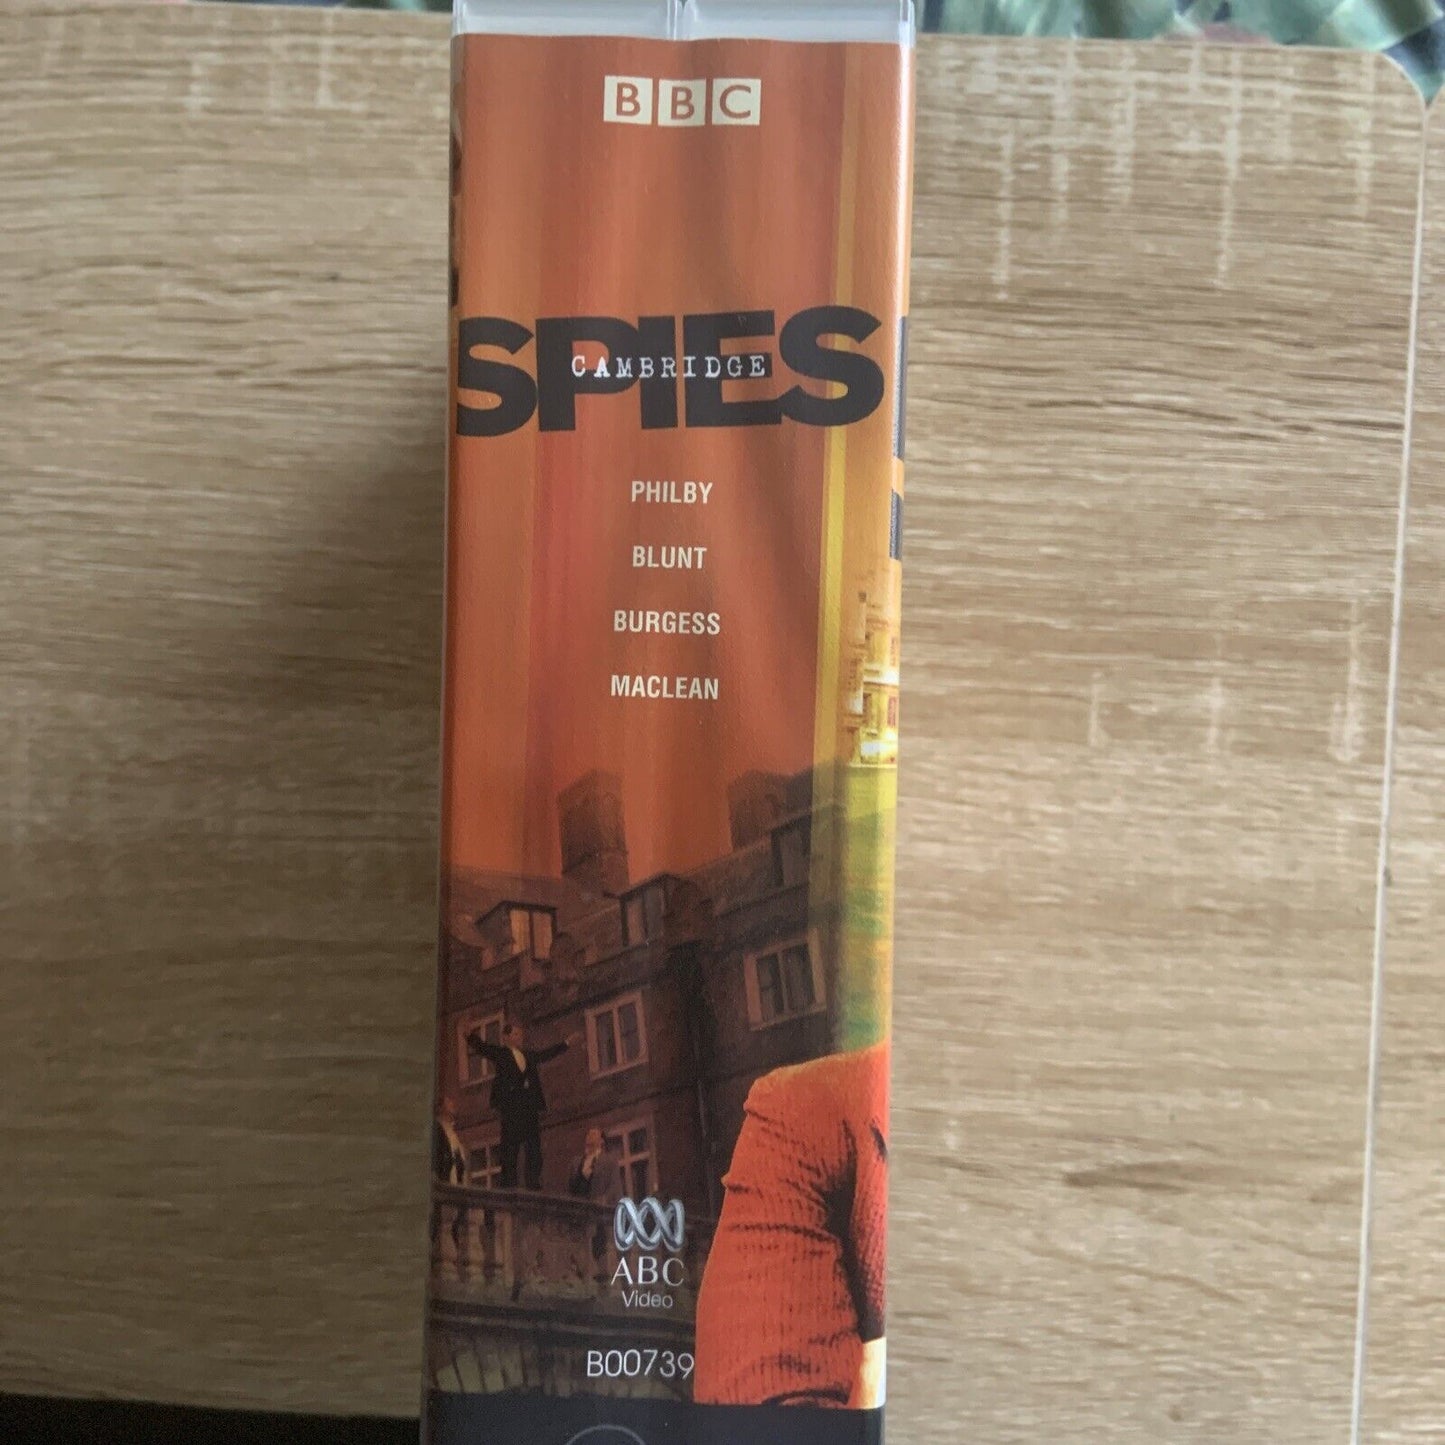 BBC
SPIES
CAMBRIDGE
PHILBY
BLUNT
BURGESS
MACLEAN
ABC
Video
B00739